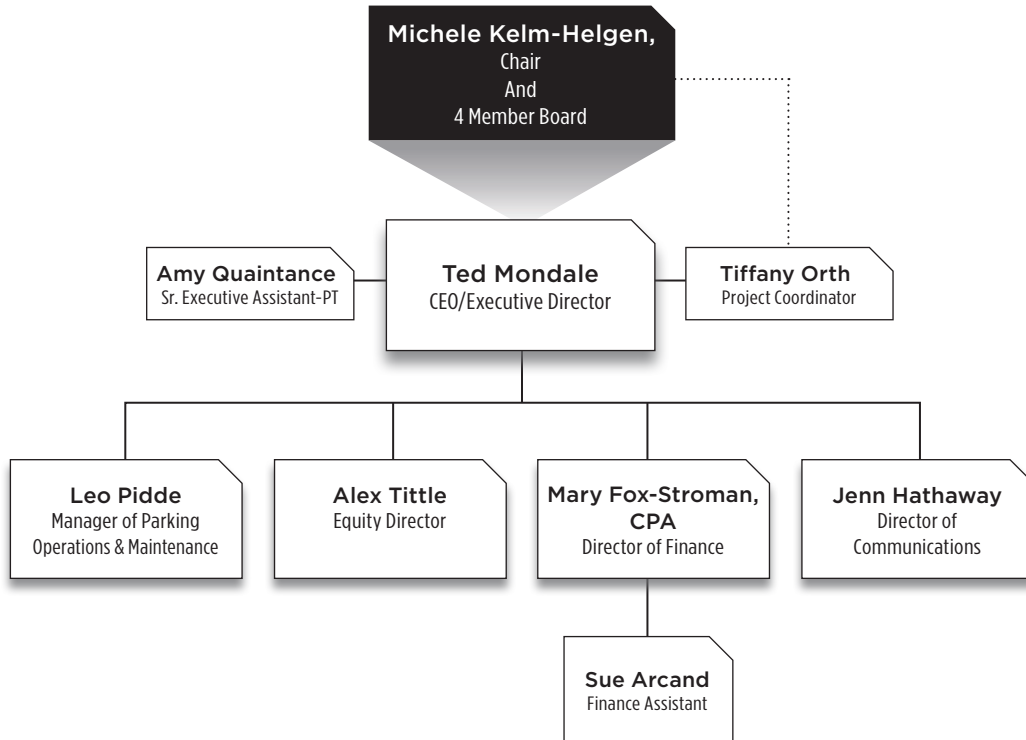 Michele Kelm-Helgen,
Chair
And
4 Member Board
Amy Quaintance
Sr. Executive Assistant-PT
Ted Mondale
CEO/Executive Director
Tiffany Orth
Project Coordinator
Leo Pidde
Manager of Parking
Operations & Maintenance
Alex Tittle
Equity Director
Mary Fox-Stroman,
CPA
Director of Finance
Jenn Hathaway
Director of
Communications
Sue Arcand
Finance Assistant